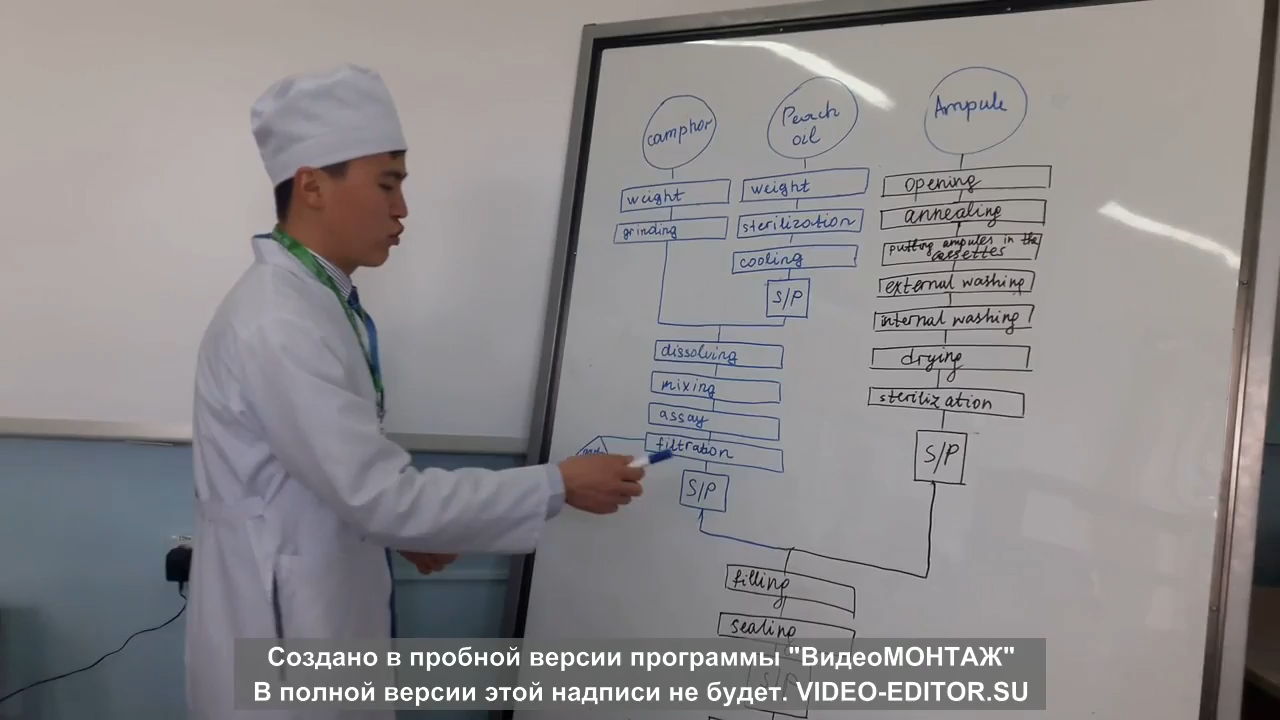 camphor
Peach
oil
Ampule
weight
grinding
weight
sterilization
cooling
S/P
opening
annealing
putting ampules in the
cassettes
external washing
internal washing
drying
sterilization
S/P
dissolving
mixing
assay
filtration
S/P
filling
sealing
S/P
Создано в пробной версии программы "ВидеоМОНТАЖ"
В полной версии этой надписи не будет. VIDEO-EDITOR.SU